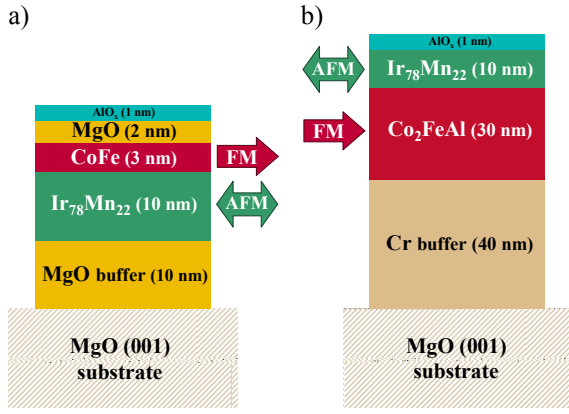 a)
AlOₓ (1 nm)
MgO (2 nm)
CoFe (3 nm)
FM
Ir₇₈Mn₂₂ (10 nm)
AFM
MgO buffer (10 nm)
MgO (001)
substrate
b)
AlOₓ (1 nm)
AFM
Ir₇₈Mn₂₂ (10 nm)
FM
Co₂FeAl (30 nm)
Cr buffer (40 nm)
MgO (001)
substrate